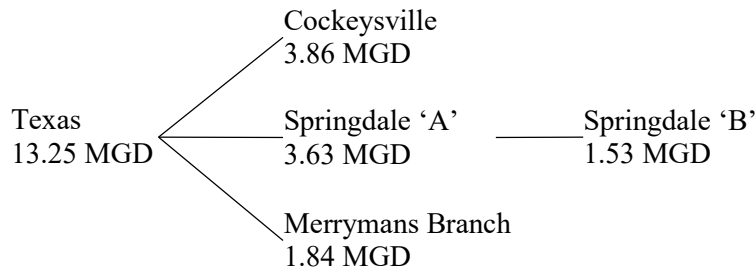 Cockeysville
3.86 MGD
Texas
13.25 MGD
Springdale ‘A’
3.63 MGD
Springdale ‘B’
1.53 MGD
Merrymans Branch
1.84 MGD